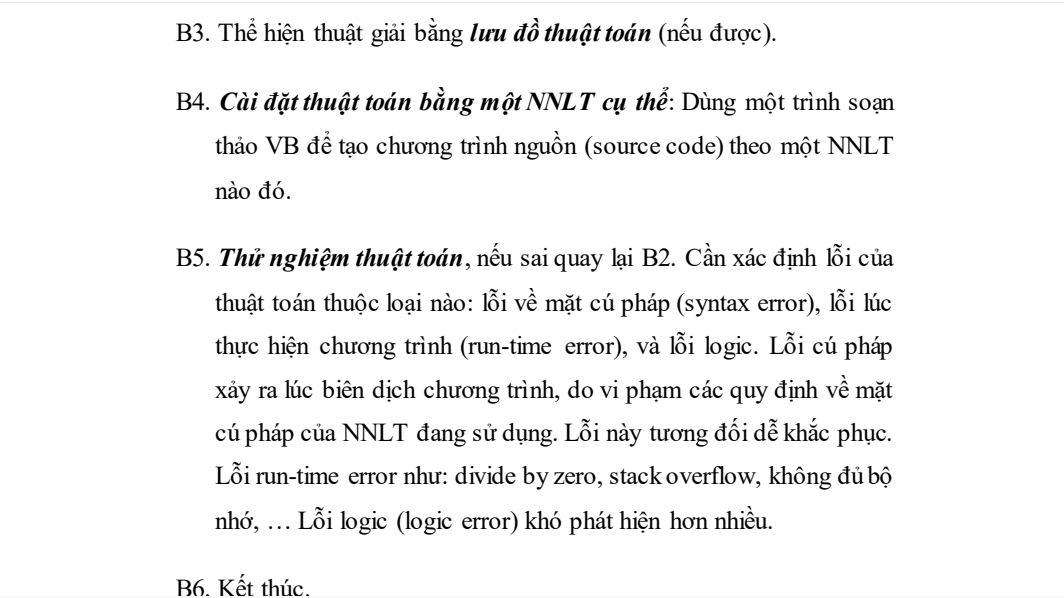 B3. Thể hiện thuật giải bằng lưu đồ thuật toán (nếu được).
B4. Cài đặt thuật toán bằng một NNLT cụ thể: Dùng một trình soạn
thảo VB để tạo chương trình nguồn (source code) theo một NNLT
nào đó.
B5. Thử nghiệm thuật toán, nếu sai quay lại B2. Cần xác định lỗi của
thuật toán thuộc loại nào: lỗi về mặt cú pháp (syntax error), lỗi lúc
thực hiện chương trình (run-time error), và lỗi logic. Lỗi cú pháp
xảy ra lúc biên dịch chương trình, do vi phạm các quy định về mặt
cú pháp của NNLT đang sử dụng. Lỗi này tương đối dễ khắc phục.
Lỗi run-time error như: divide by zero, stack overflow, không đủ bộ
nhớ, … Lỗi logic (logic error) khó phát hiện hơn nhiều.
B6. Kết thúc.